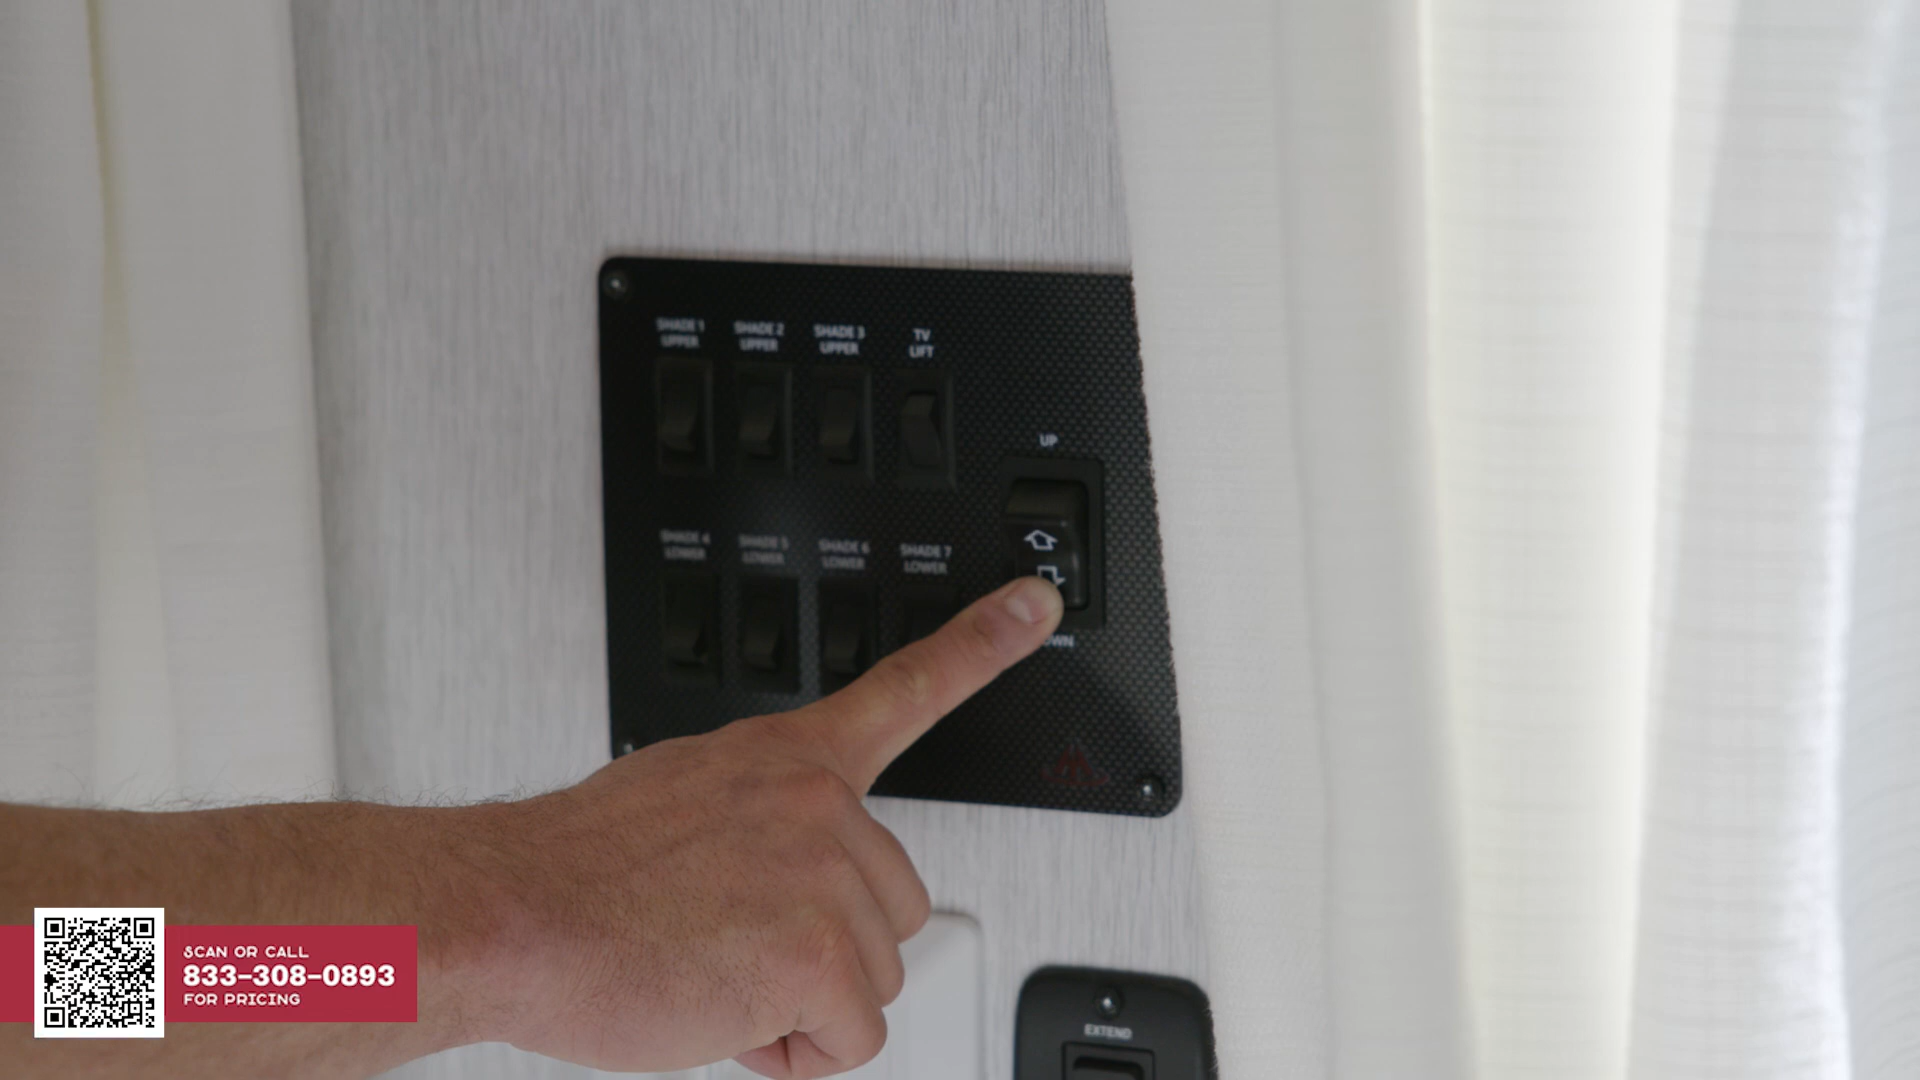 SHADE 1
UPPER
SHADE 2
UPPER
SHADE 3
UPPER
TV
LIFT
UP
SHADE 4
LOWER
SHADE 5
LOWER
SHADE 6
LOWER
SHADE 7
LOWER
OWN
EXTEND
SCAN OR CALL
833-308-0893
FOR PRICING